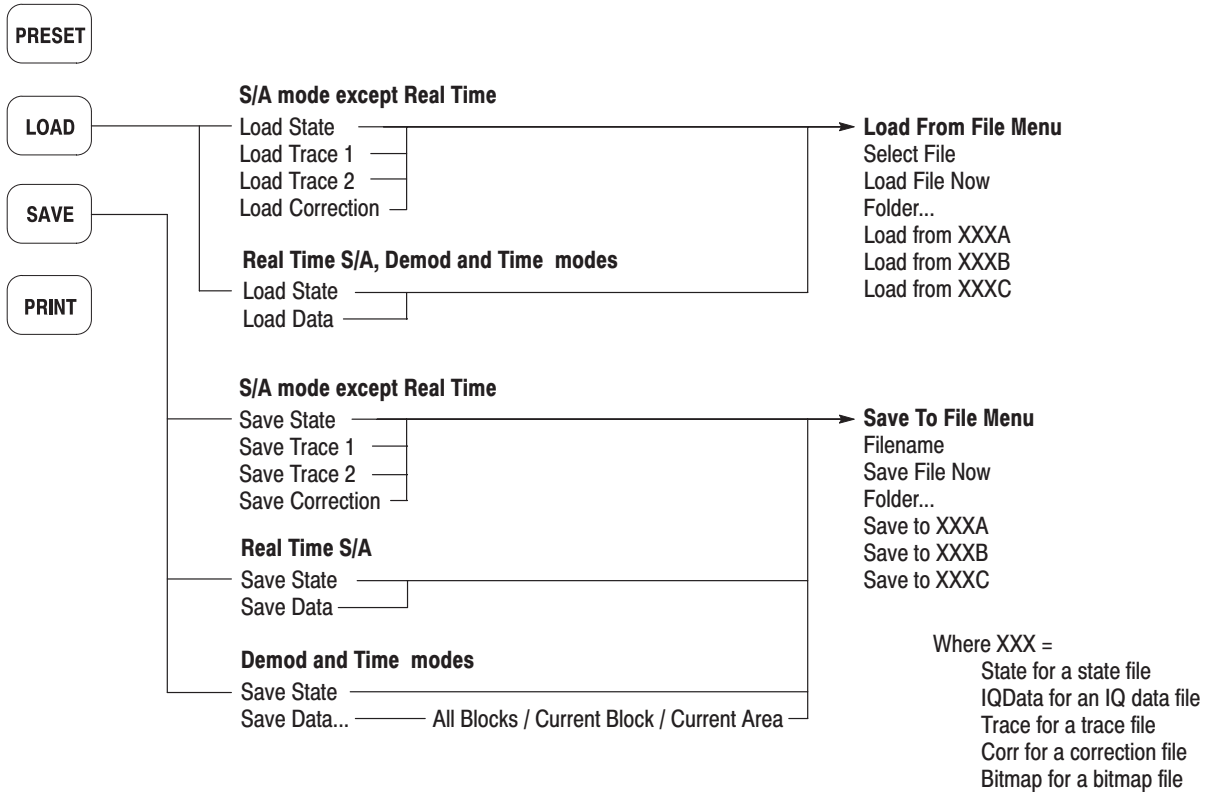 PRESET
LOAD
SAVE
PRINT
S/A mode except Real Time
Load State
Load Trace 1
Load Trace 2
Load Correction
Real Time S/A, Demod and Time modes
Load State
Load Data
Load From File Menu
Select File
Load File Now
Folder...
Load from XXXA
Load from XXXB
Load from XXXC
S/A mode except Real Time
Save State
Save Trace 1
Save Trace 2
Save Correction
Real Time S/A
Save State
Save Data
Demod and Time modes
Save State
Save Data... All Blocks / Current Block / Current Area
Save To File Menu
Filename
Save File Now
Folder...
Save to XXXA
Save to XXXB
Save to XXXC
Where XXX =
State for a state file
IQData for an IQ data file
Trace for a trace file
Corr for a correction file
Bitmap for a bitmap file